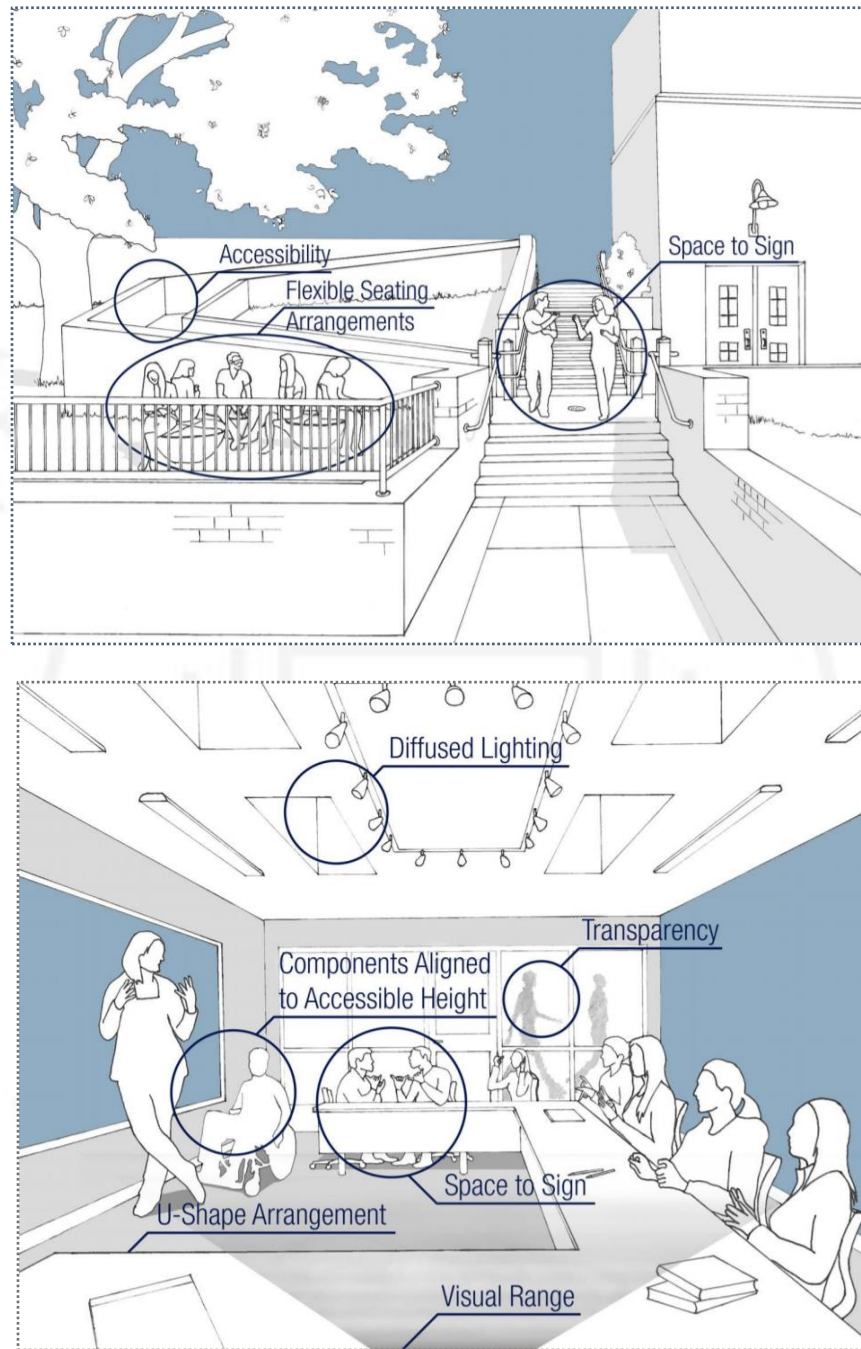 Accessibility
Flexible Seating
Arrangements
Space to Sign
Diffused Lighting
Transparency
Components Aligned
to Accessible Height
Space to Sign
U-Shape Arrangement
Visual Range